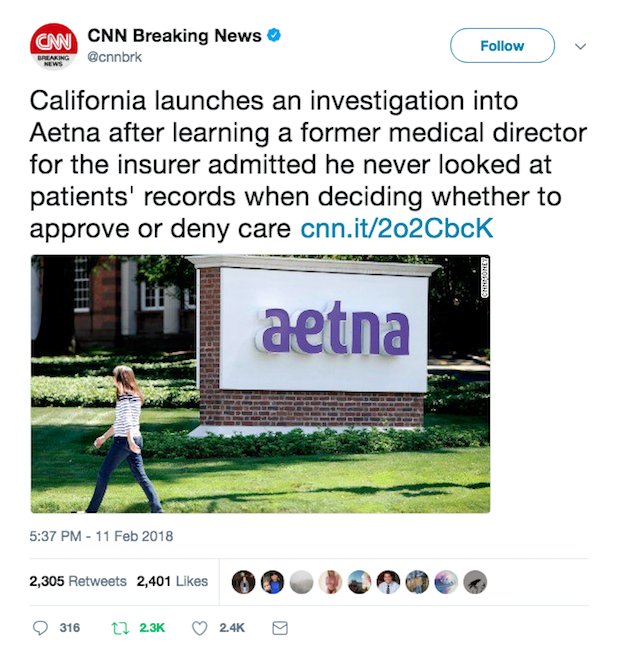 CNN
BREAKING
NEWS
CNN Breaking News
@cnnbrk
Follow
California launches an investigation into
Aetna after learning a former medical director
for the insurer admitted he never looked at
patients' records when deciding whether to
approve or deny care cnn.it/2o2CbcK
CNNMONEY
aetna
5:37 PM - 11 Feb 2018
2,305 Retweets 2,401 Likes
316 2.3K 2.4K